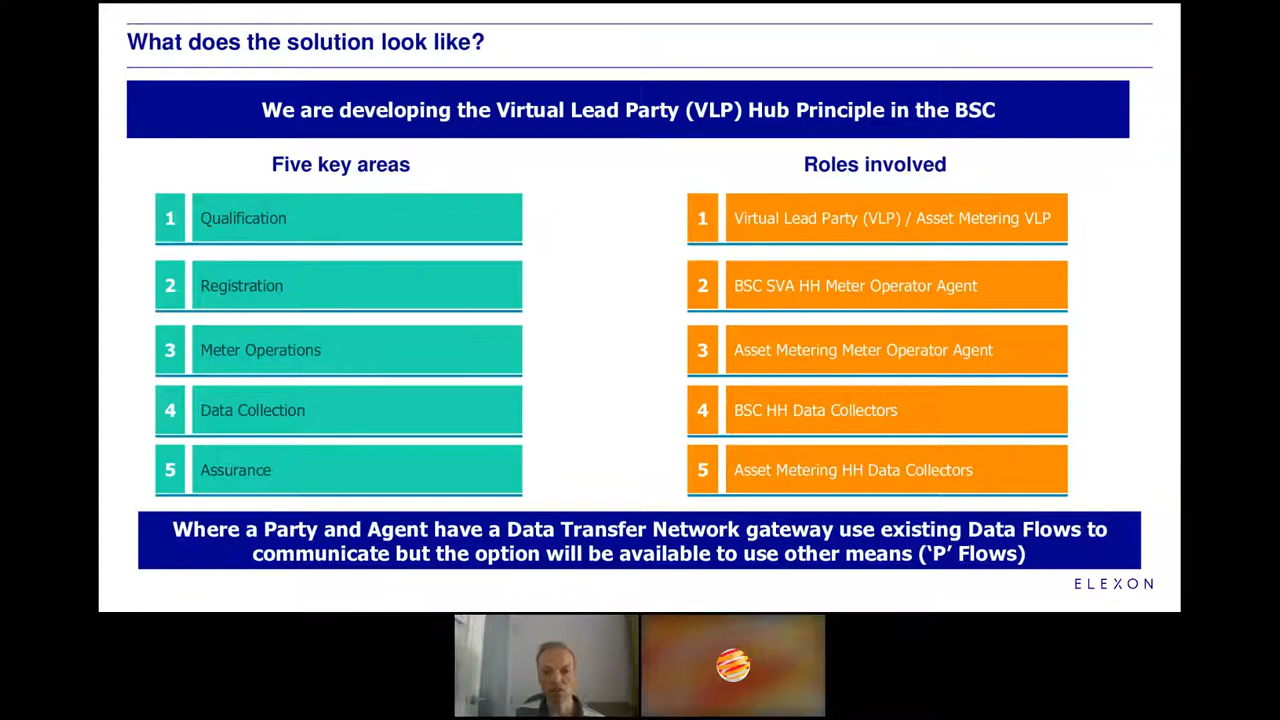 What does the solution look like?
We are developing the Virtual Lead Party (VLP) Hub Principle in the BSC
Five key areas
1 Qualification
2 Registration
3 Meter Operations
4 Data Collection
5 Assurance
Roles involved
1 Virtual Lead Party (VLP) / Asset Metering VLP
2 BSC SVA HH Meter Operator Agent
3 Asset Metering Meter Operator Agent
4 BSC HH Data Collectors
5 Asset Metering HH Data Collectors
Where a Party and Agent have a Data Transfer Network gateway use existing Data Flows to
communicate but the option will be available to use other means (‘P’ Flows)
ELEXON